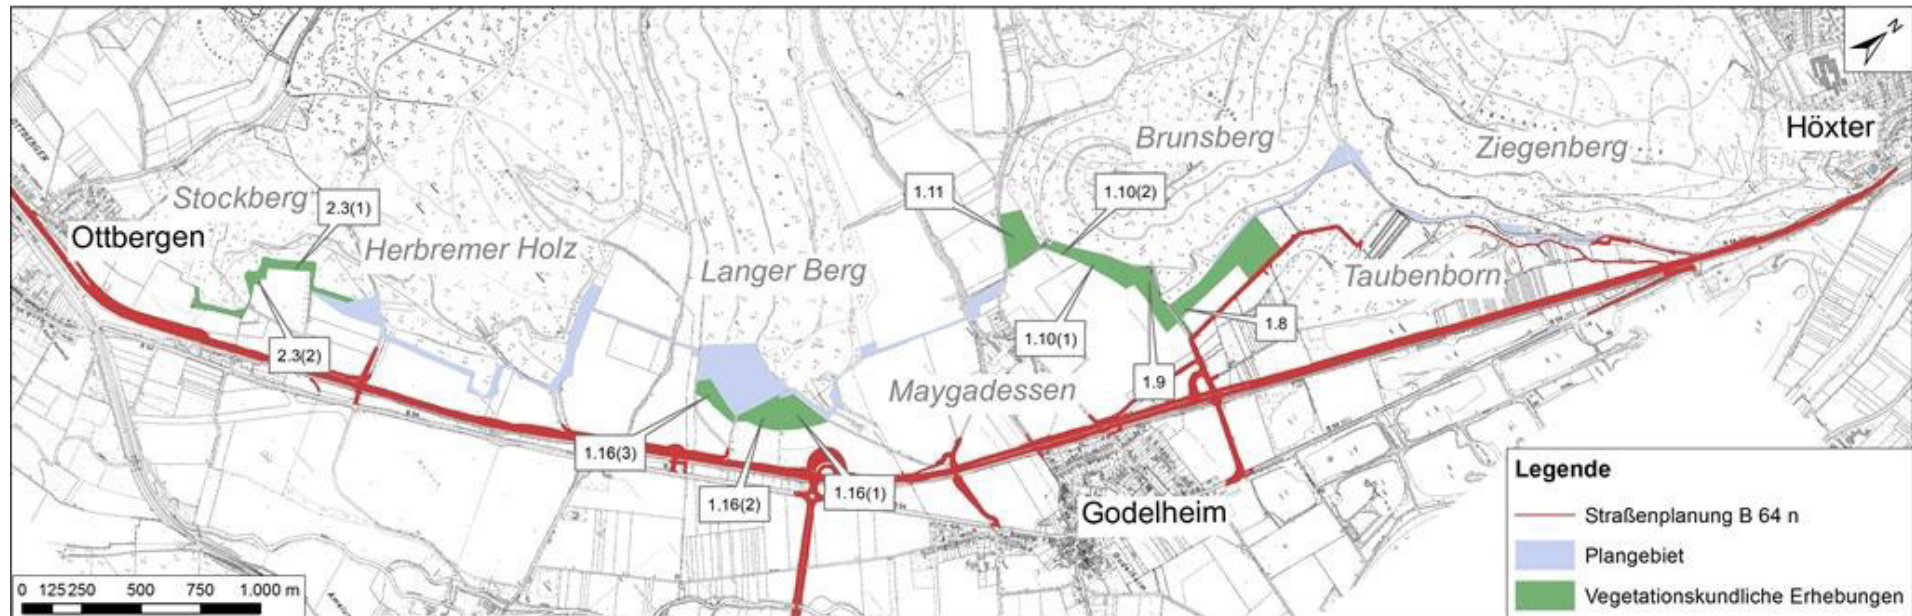 N
Höxter
Brunsberg
Ziegenberg
OTTBERGEN
Stockberg
2.3(1)
1.11
1.10(2)
Ottbergen
Herbremer Holz
Langer Berg
Taubenborn
1.10(1)
1.8
2.3(2)
Maygadessen
1.9
1.16(3)
1.16(2)
1.16(1)
Godelheim
Legende
Straßenplanung B 64 n
Plangebiet
Vegetationskundliche Erhebungen
0 125 250 500 750 1.000 m